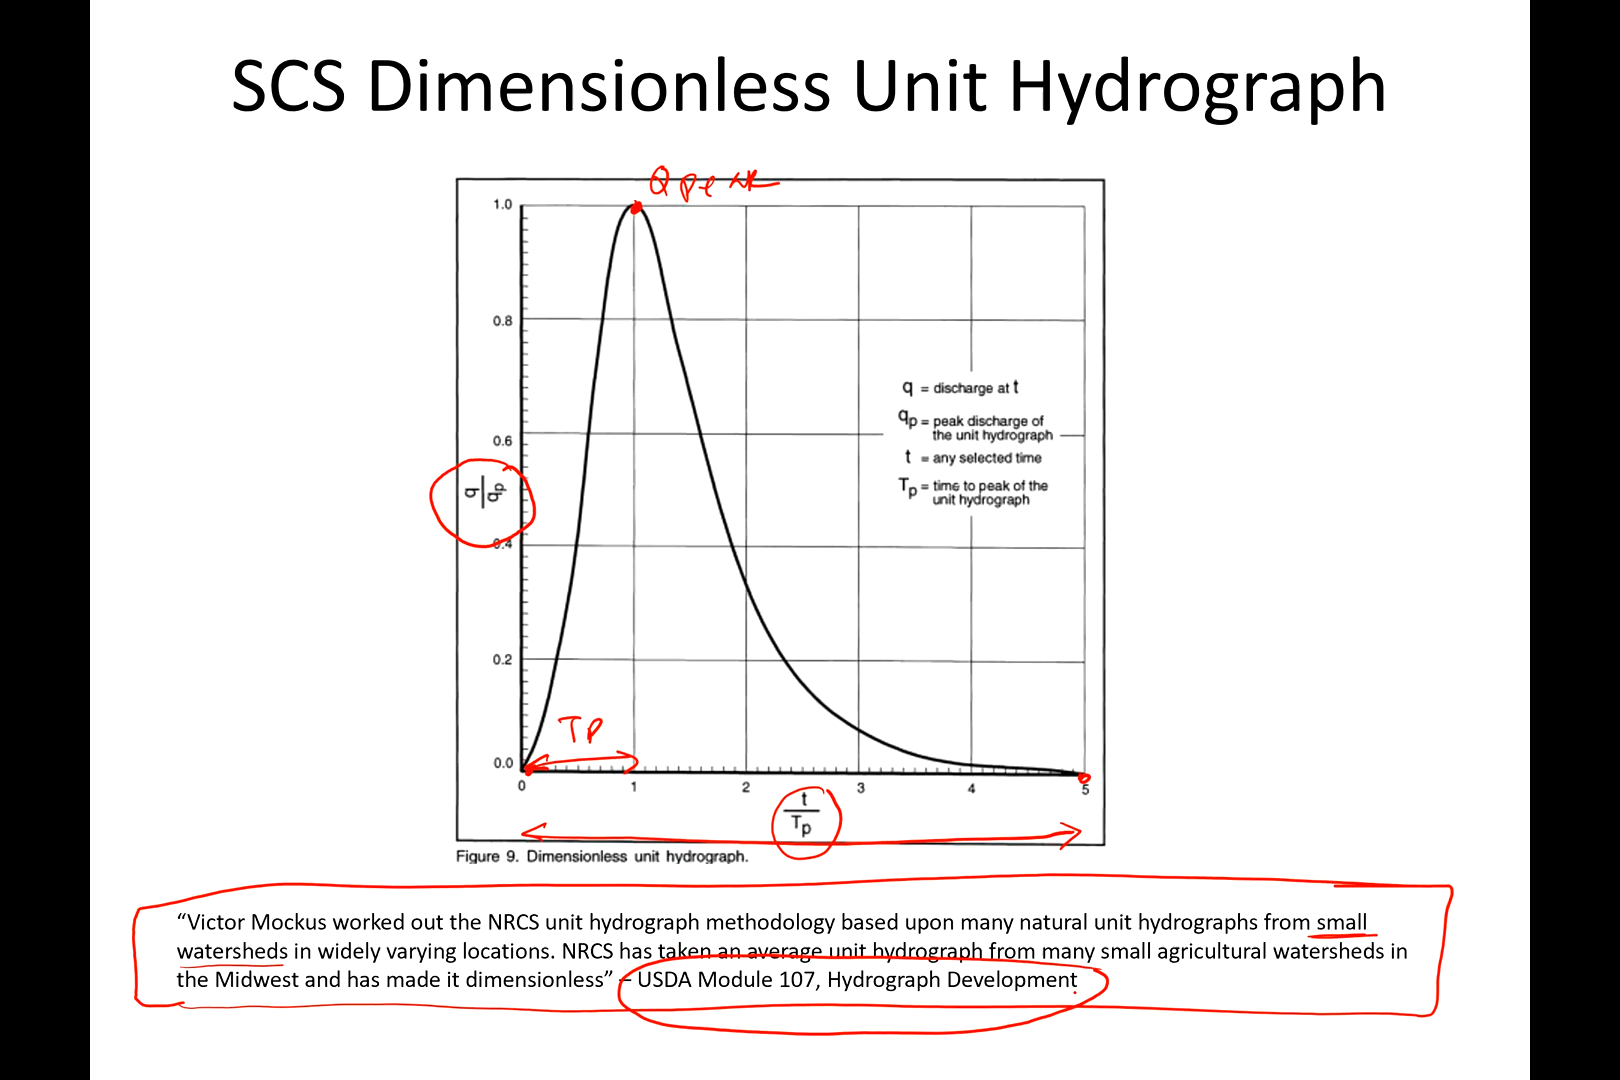 SCS Dimensionless Unit Hydrograph
Q peak
1.0
0.8
0.6
0.4
0.2
0.0
q = discharge at t
qp = peak discharge of
the unit hydrograph
t = any selected time
Tp = time to peak of the
unit hydrograph
q
qp
TP
0 1 2 3 4 5
t
Tp
Figure 9. Dimensionless unit hydrograph.
“Victor Mockus worked out the NRCS unit hydrograph methodology based upon many natural unit hydrographs from small
watersheds in widely varying locations. NRCS has taken an average unit hydrograph from many small agricultural watersheds in
the Midwest and has made it dimensionless” – USDA Module 107, Hydrograph Development